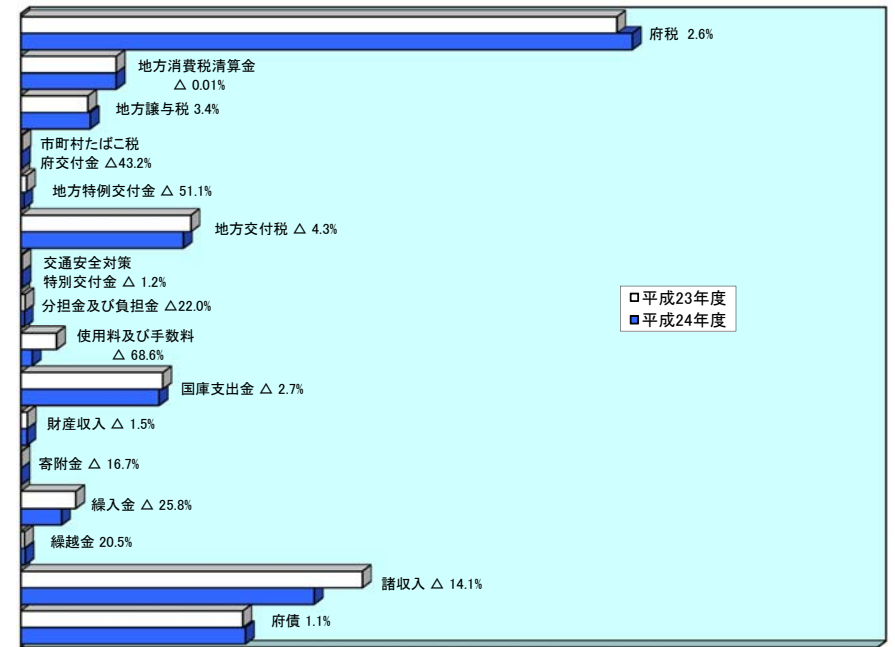 府税 2.6%
地方消費税清算金
△ 0.01%
地方譲与税 3.4%
市町村たばこ税
府交付金 △43.2%
地方特例交付金 △ 51.1%
地方交付税 △ 4.3%
交通安全対策
特別交付金 △ 1.2%
分担金及び負担金 △22.0%
使用料及び手数料
△ 68.6%
国庫支出金 △ 2.7%
財産収入 △ 1.5%
寄附金 △ 16.7%
繰入金 △ 25.8%
繰越金 20.5%
諸収入 △ 14.1%
府債 1.1%
平成23年度
平成24年度